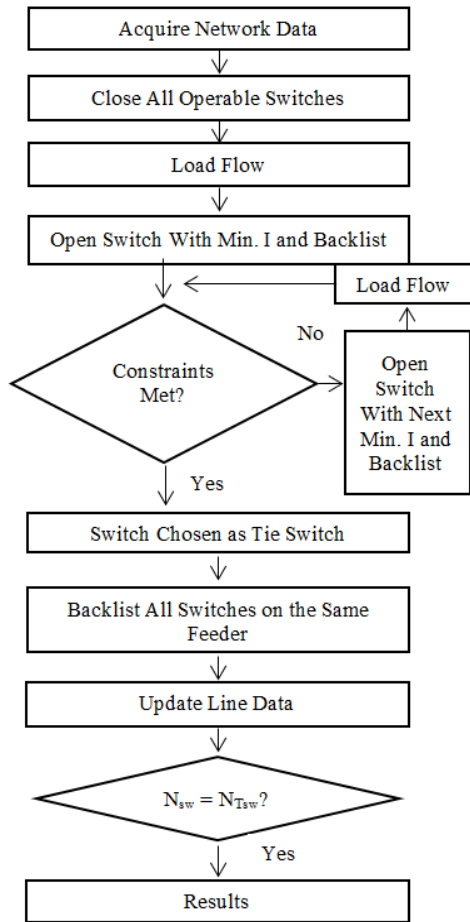 Acquire Network Data
Close All Operable Switches
Load Flow
Open Switch With Min. I and Backlist
Load Flow
No
Constraints
Met?
Open
Switch
With Next
Min. I and
Backlist
Yes
Switch Chosen as Tie Switch
Backlist All Switches on the Same
Feeder
Update Line Data
Nsw = NTsw?
Yes
Results